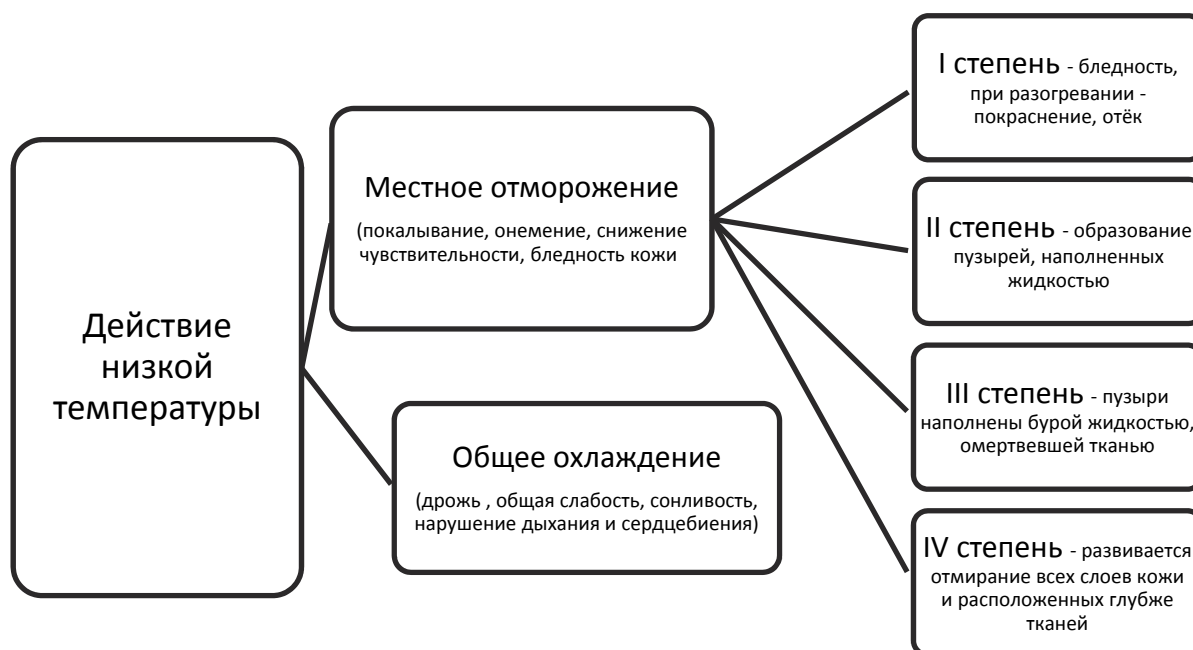 Действие
низкой
температуры
Местное отморожение
(покалывание, онемение, снижение
чувствительности, бледность кожи
Общее охлаждение
(дрожь , общая слабость, сонливость,
нарушение дыхания и сердцебиения)
I степень - бледность,
при разогревании -
покраснение, отёк
II степень - образование
пузырей, наполненных
жидкостью
III степень - пузыри
наполнены бурой жидкостью,
омертвевшей тканью
IV степень - развивается
отмирание всех слоев кожи
и расположенных глубже
тканей